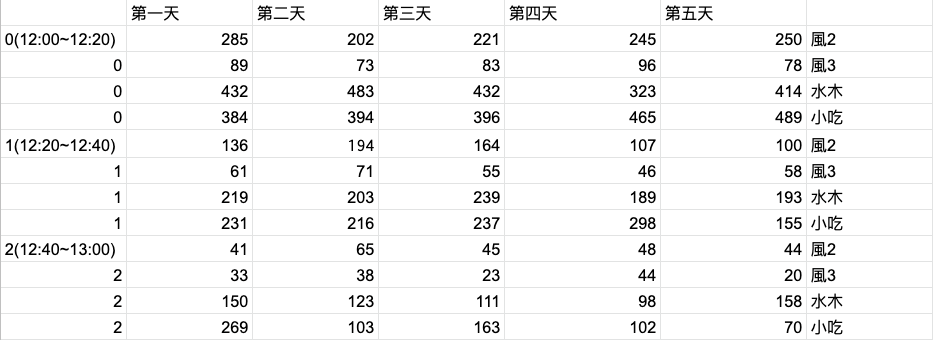 第一天 第二天 第三天 第四天 第五天
0(12:00~12:20) 285 202 221 245 250 風2
0 89 73 83 96 78 風3
0 432 483 432 323 414 水木
0 384 394 396 465 489 小吃
1(12:20~12:40) 136 194 164 107 100 風2
1 61 71 55 46 58 風3
1 219 203 239 189 193 水木
1 231 216 237 298 155 小吃
2(12:40~13:00) 41 65 45 48 44 風2
2 33 38 23 44 20 風3
2 150 123 111 98 158 水木
2 269 103 163 102 70 小吃